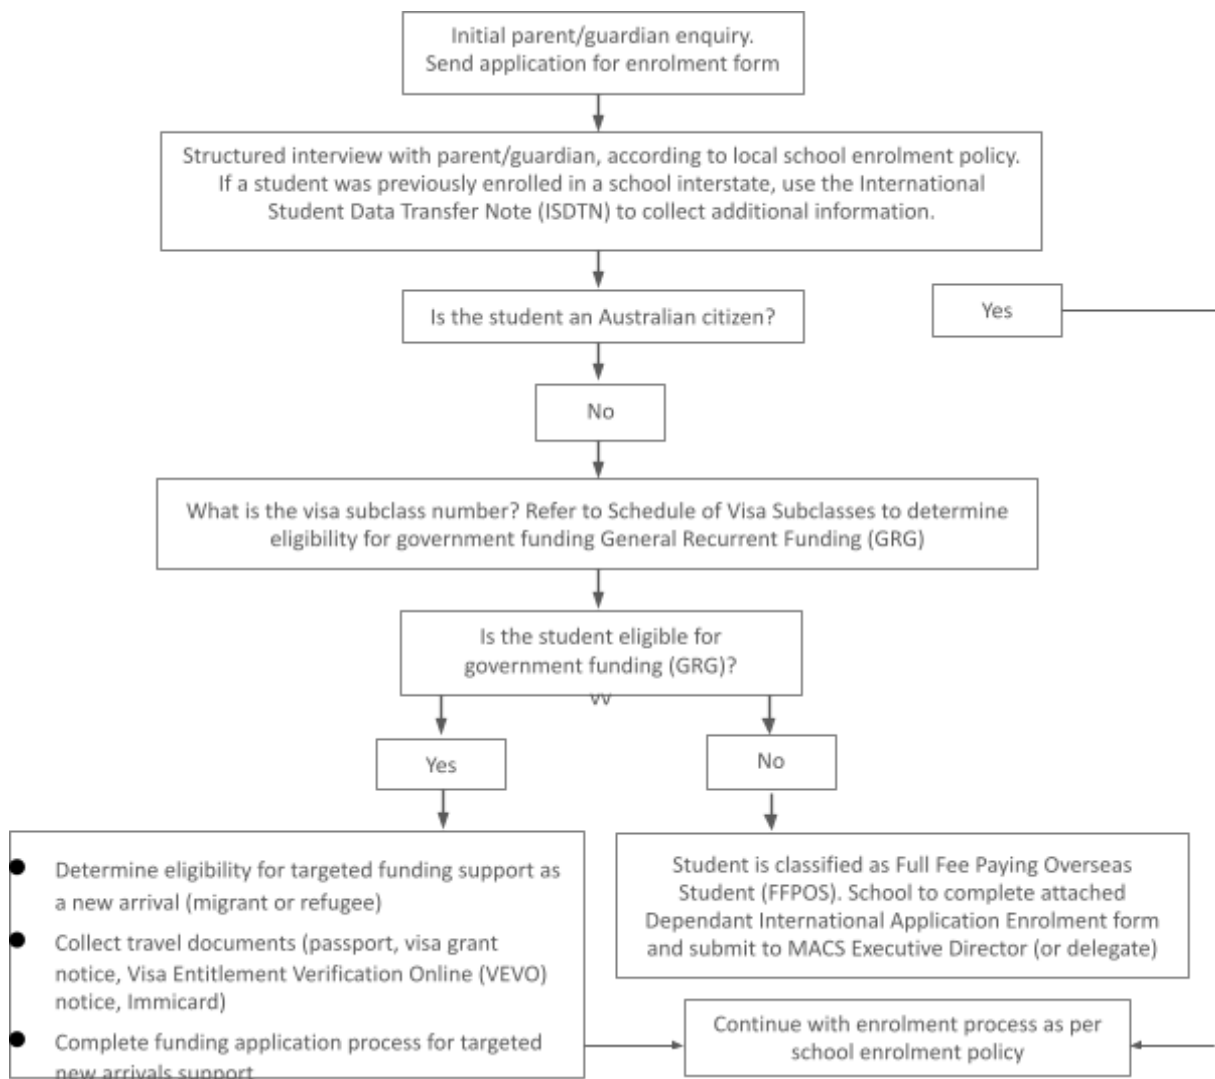 Initial parent/guardian enquiry.
Send application for enrolment form
Structured interview with parent/guardian, according to local school enrolment policy.
If a student was previously enrolled in a school interstate, use the International
Student Data Transfer Note (ISDTN) to collect additional information.
Is the student an Australian citizen?
Yes
No
What is the visa subclass number? Refer to Schedule of Visa Subclasses to determine
eligibility for government funding General Recurrent Funding (GRG)
Is the student eligible for
government funding (GRG)?
Yes
No
Determine eligibility for targeted funding support as
a new arrival (migrant or refugee)
Collect travel documents (passport, visa grant
notice, Visa Entitlement Verification Online (VEVO)
notice, Immicard)
Complete funding application process for targeted
new arrivals support
Student is classified as Full Fee Paying Overseas
Student (FFPOS). School to complete attached
Dependant International Application Enrolment form
and submit to MACS Executive Director (or delegate)
Continue with enrolment process as per
school enrolment policy